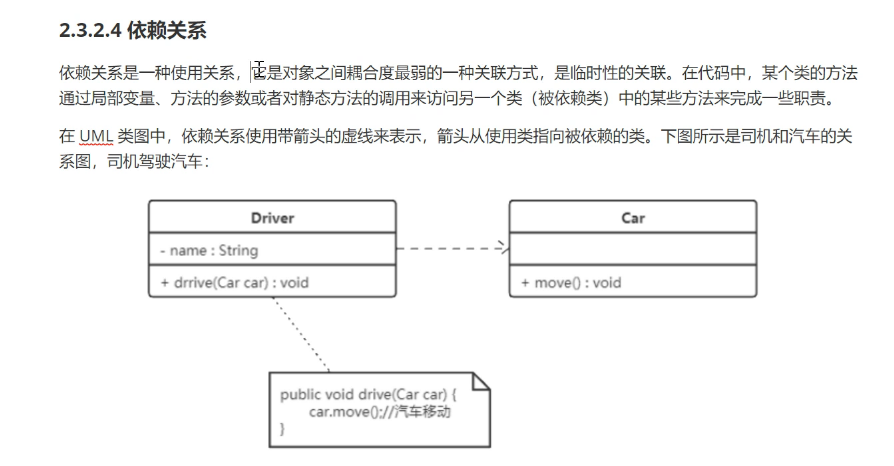 2.3.2.4 依赖关系
依赖关系是一种使用关系，它是对象之间耦合度最弱的一种关联方式，是临时性的关联。在代码中，某个类的方法
通过局部变量、方法的参数或者对静态方法的调用来访问另一个类（被依赖类）中的某些方法来完成一些职责。
在 UML 类图中，依赖关系使用带箭头的虚线来表示，箭头从使用类指向被依赖的类。下图所示是司机和汽车的关
系图，司机驾驶汽车：
Driver
- name : String
+ drrive(Car car) : void
Car
+ move() : void
public void drive(Car car) {
car.move();//汽车移动
}